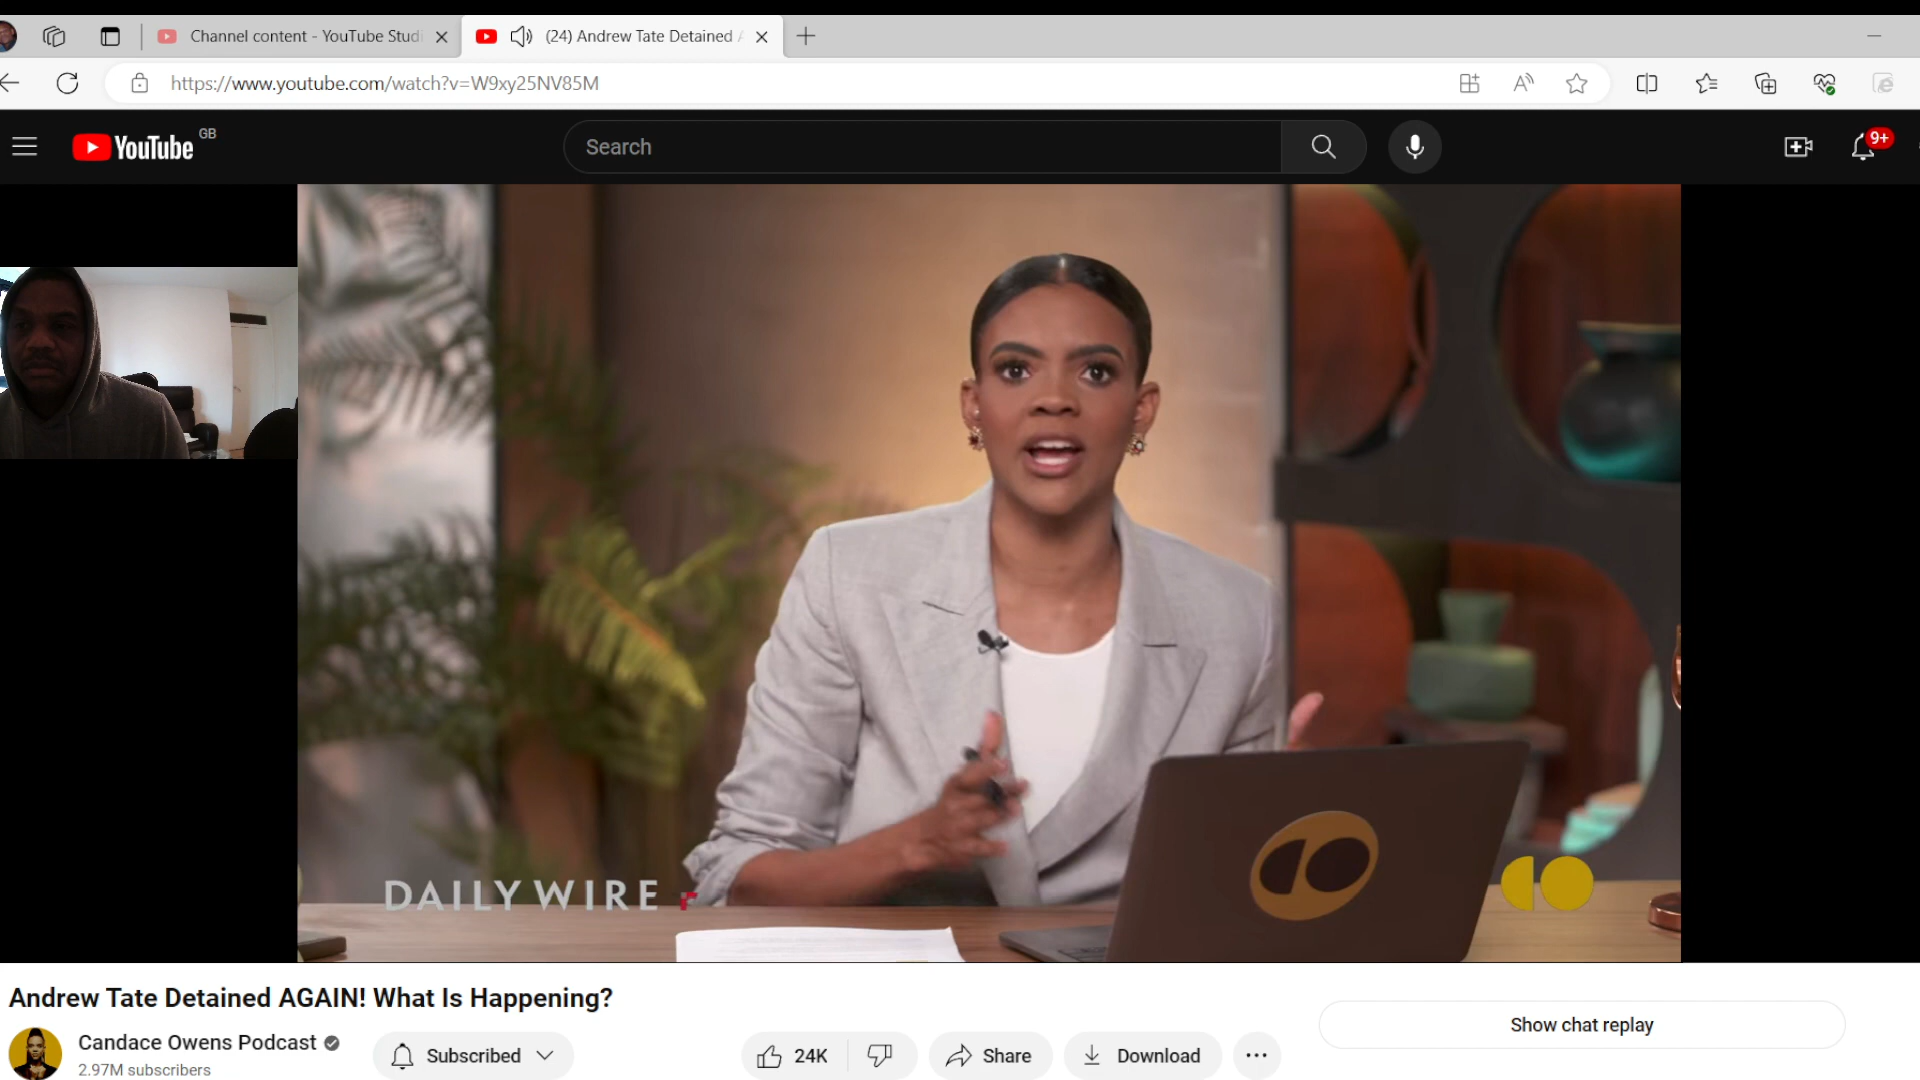 Channel content - YouTube Studi
(24) Andrew Tate Detained A
https://www.youtube.com/watch?v=W9xy25NV85M
YouTube GB
Search
9+
DAILY WIRE
Andrew Tate Detained AGAIN! What Is Happening?
Show chat replay
Candace Owens Podcast
2.97M subscribers
Subscribed
24K
Share
Download